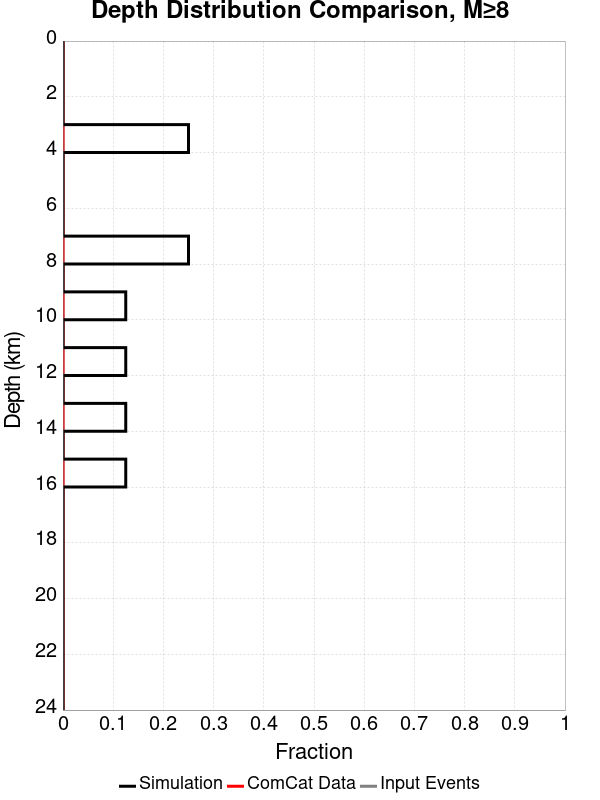 Depth Distribution Comparison, M≥8
0
2
4
6
8
10
12
14
16
18
20
22
24
Depth (km)
0 0.1 0.2 0.3 0.4 0.5 0.6 0.7 0.8 0.9 1
Fraction
Simulation ComCat Data Input Events